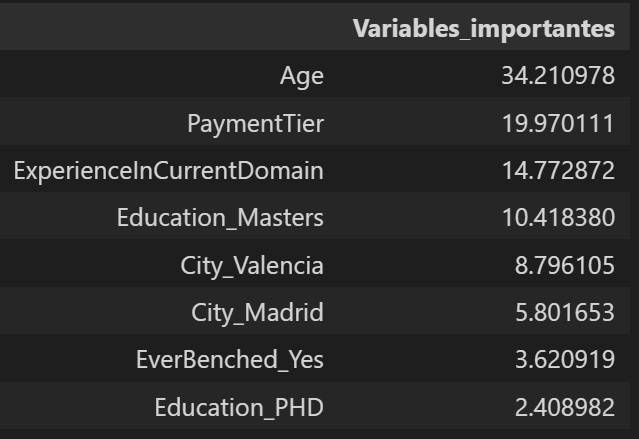 Variables_importantes
Age 34.210978
PaymentTier 19.970111
ExperienceInCurrentDomain 14.772872
Education_Masters 10.418380
City_Valencia 8.796105
City_Madrid 5.801653
EverBenched_Yes 3.620919
Education_PHD 2.408982